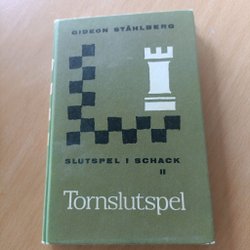 GIDEON STÅHLBERG
SLUTSPEL I SCHACK
II
Tornslutspel